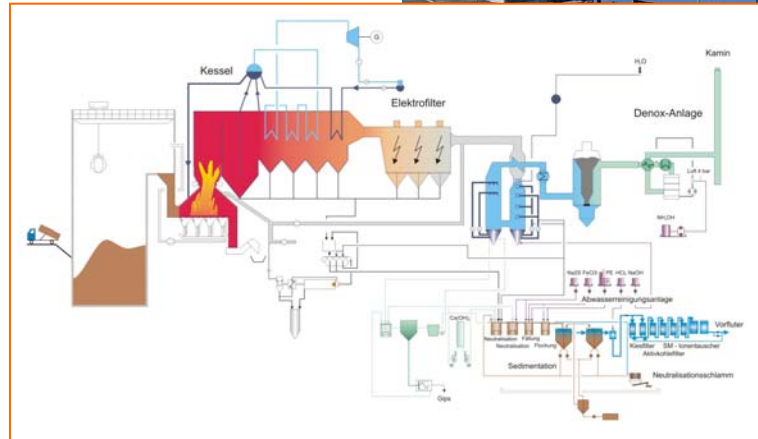 Kessel
G
Elektrofilter
H₂O
Kamin
Denox-Anlage
Luft 4 bar
NH₄OH
Na2S FeCl3 PE HCL NaOH
Abwasserreinigungsanlage
Ca(OH)₂
Neutralisation Fällung
Neutralisation Flockung
Vorfluter
Kiesfilter SM - Ionentauscher
Aktivkohlefilter
Sedimentation
Neutralisationsschlamm
Gips